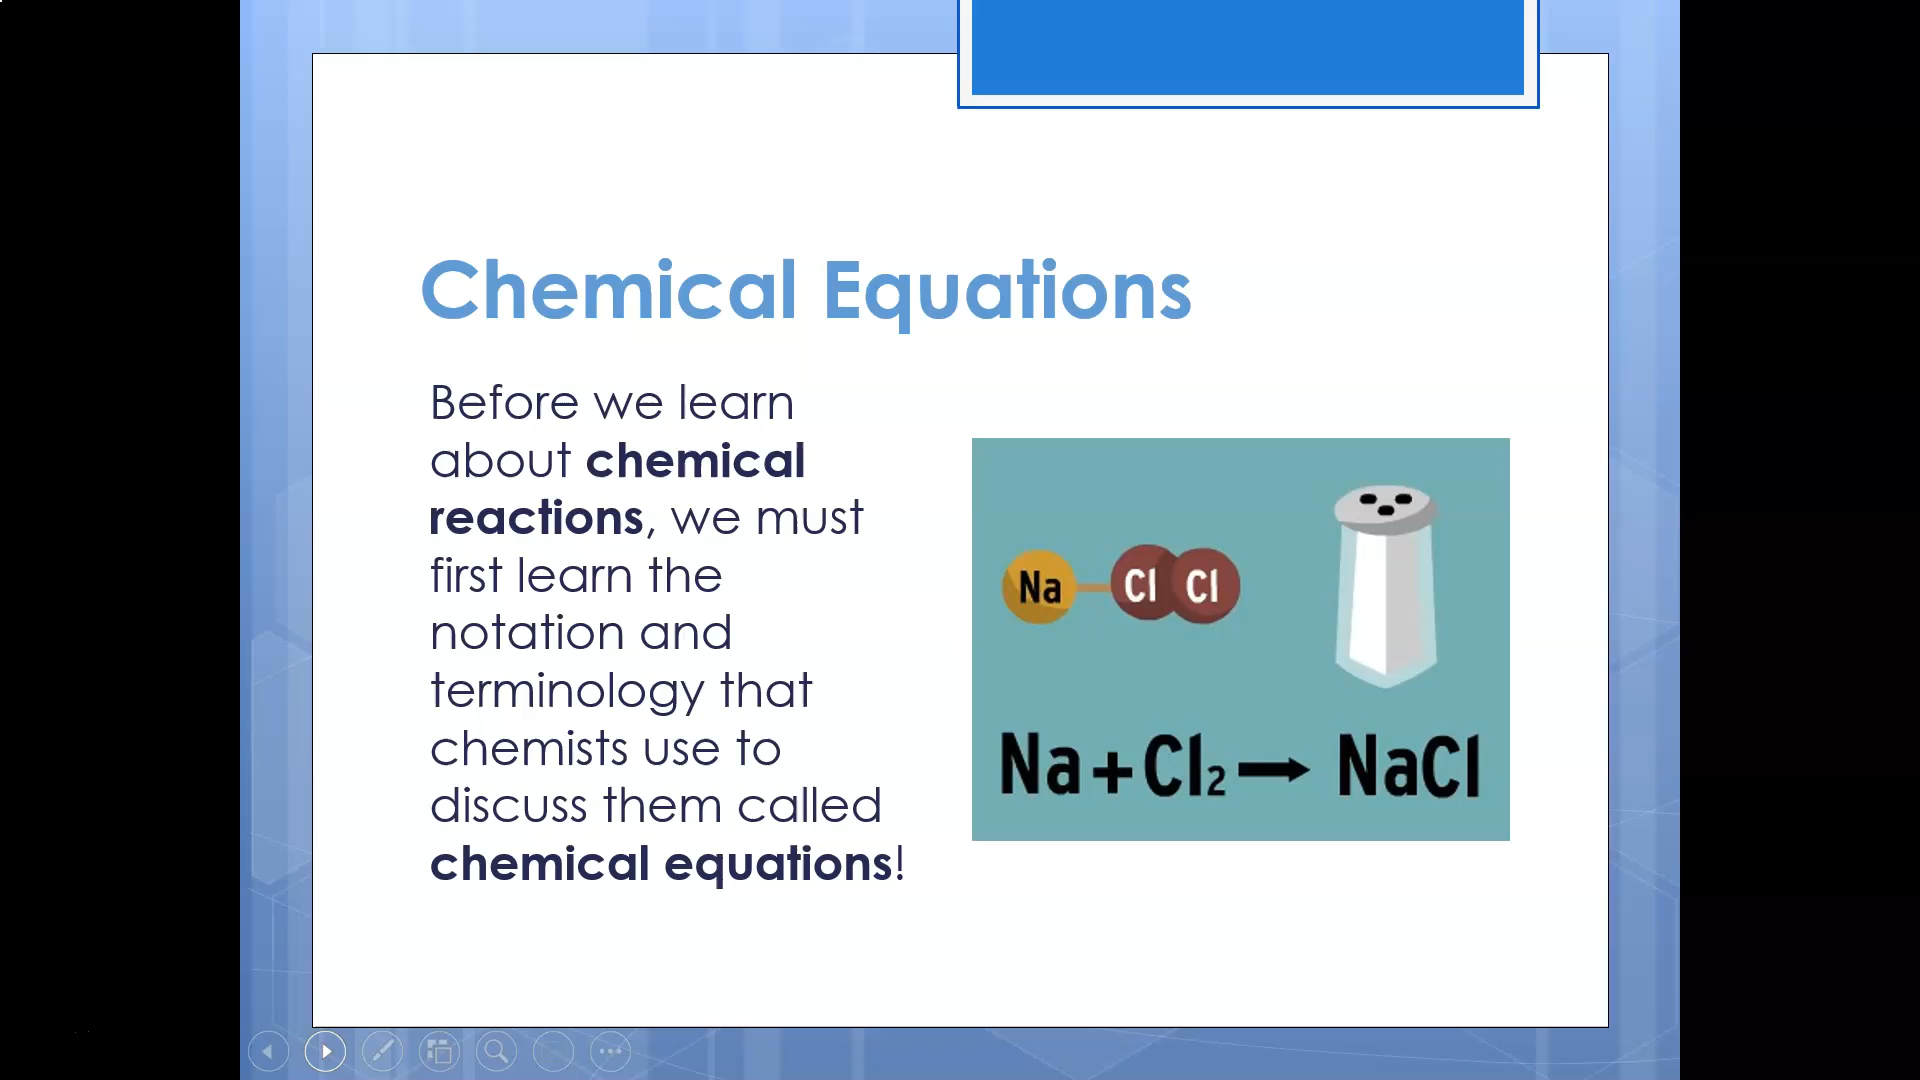 Chemical Equations
Before we learn
about chemical
reactions, we must
first learn the
notation and
terminology that
chemists use to
discuss them called
chemical equations!
Na Cl Cl
Na + Cl₂ → NaCl